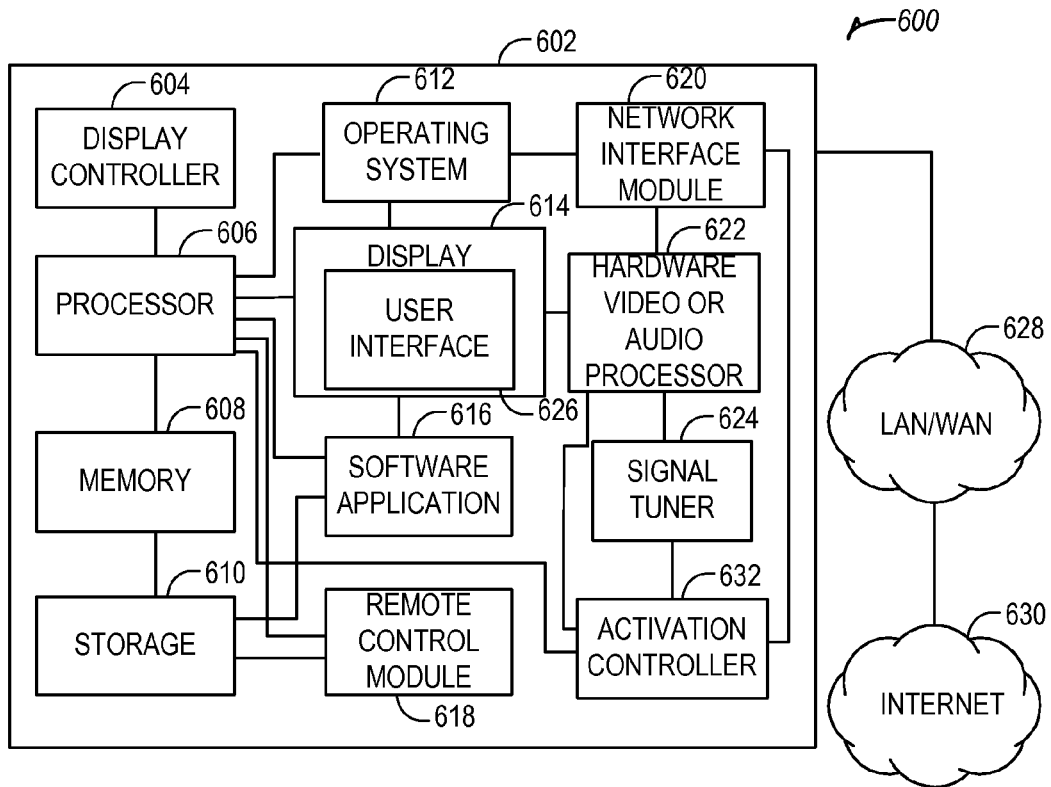 600
602
604
DISPLAY
CONTROLLER
612
OPERATING
SYSTEM
620
NETWORK
INTERFACE
MODULE
606
PROCESSOR
614
DISPLAY
USER
INTERFACE
626
622
HARDWARE
VIDEO OR
AUDIO
PROCESSOR
628
LAN/WAN
608
MEMORY
616
SOFTWARE
APPLICATION
624
SIGNAL
TUNER
610
STORAGE
REMOTE
CONTROL
MODULE
618
632
ACTIVATION
CONTROLLER
630
INTERNET